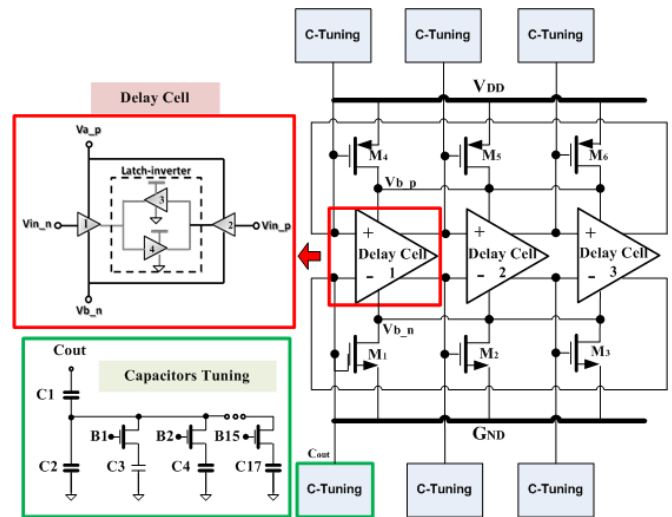 C-Tuning
C-Tuning
C-Tuning
Delay Cell
VDD
Va_p
Latch-inverter
M4
M5
M6
Vb_p
3
Vin_n
1
2
Vin_p
4
+
+
+
Delay Cell
Delay Cell
Delay Cell
-
1
-
2
-
3
Vb_n
Vb_n
M1
M2
M3
Cout
Capacitors Tuning
C1
B1
B2
B15
GND
Cout
C2
C3
C4
C17
C-Tuning
C-Tuning
C-Tuning